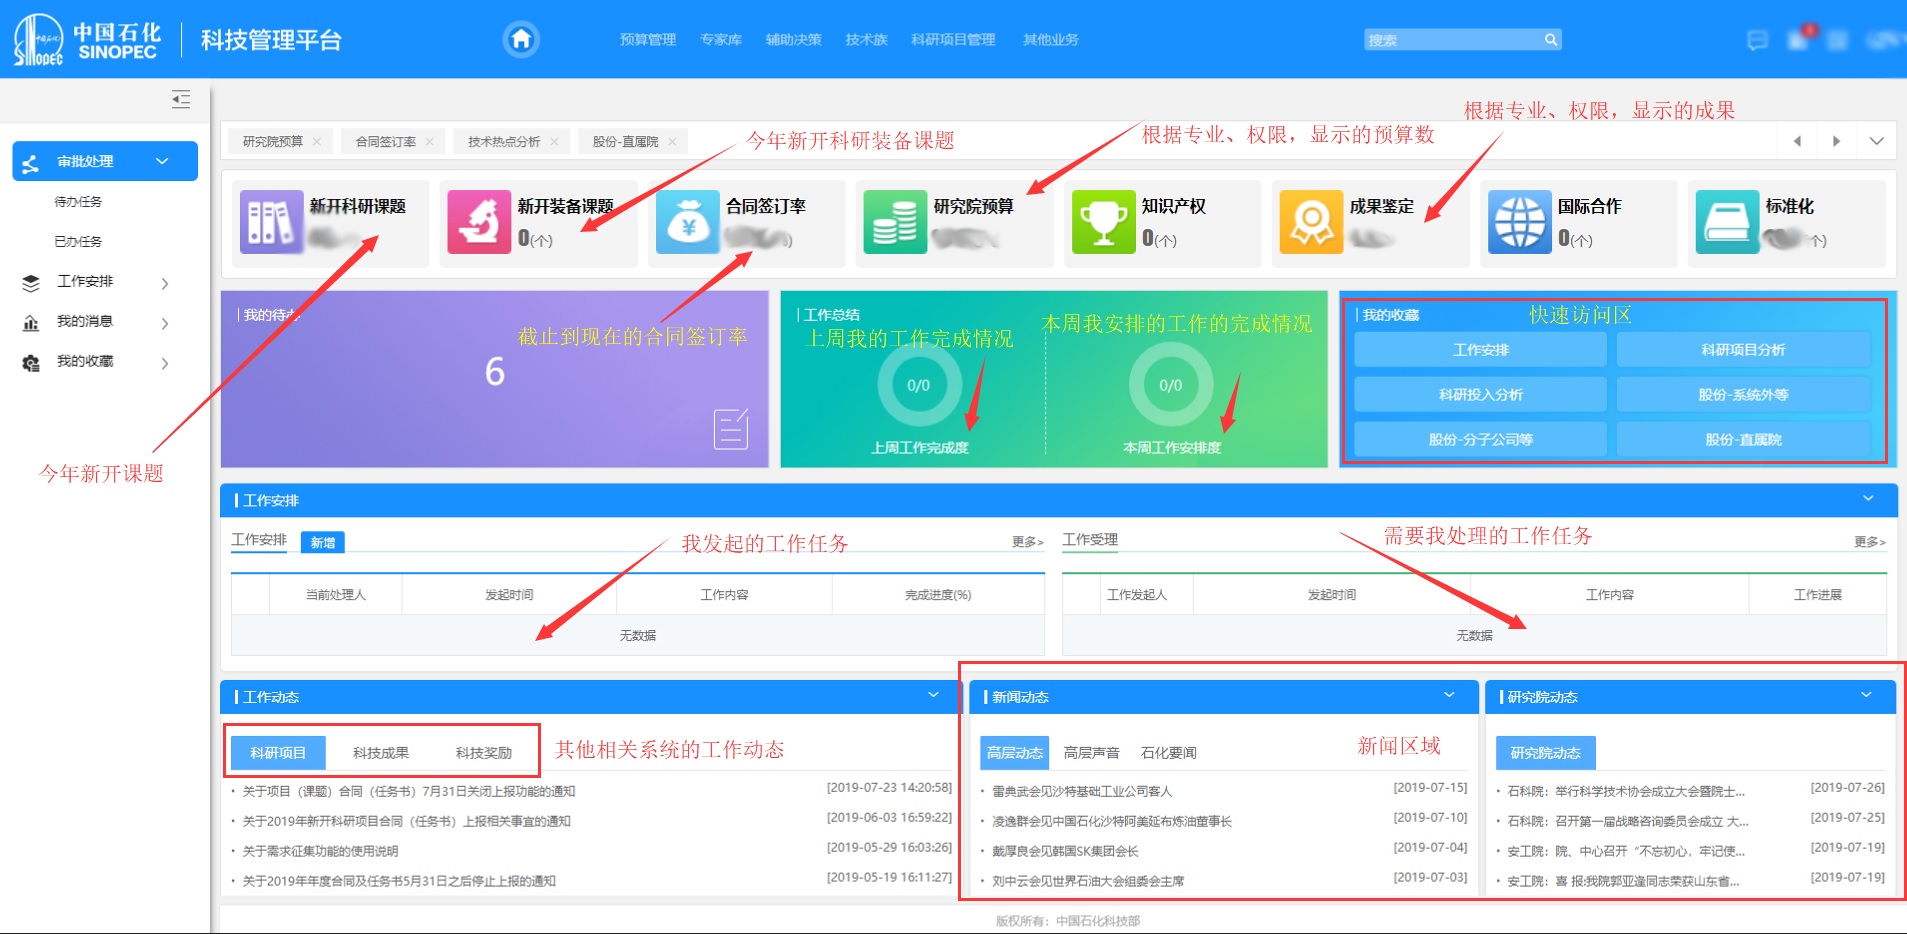 中国石化
SINOPEC
科技管理平台
预算管理
专家库
辅助决策
技术族
科研项目管理
其他业务
搜索
根据专业、权限，显示的成果
根据专业、权限，显示的预算数
今年新开科研装备课题
研究院预算
合同签订率
技术热点分析
股份-直属院
审批处理
待办任务
已办任务
工作安排
我的消息
我的收藏
新开科研课题
新开装备课题
0(个)
合同签订率
研究院预算
知识产权
0(个)
成果鉴定
国际合作
0(个)
标准化
个)
我的待办
截止到现在的合同签订率
6
今年新开课题
工作总结
上周我的工作完成情况
本周我安排的工作的完成情况
0/0
0/0
上周工作完成度
本周工作安排度
我的收藏
快速访问区
工作安排
科研项目分析
科研投入分析
股份-系统外等
股份-分子公司等
股份-直属院
工作安排
工作安排
新增
我发起的工作任务
更多>
工作受理
需要我处理的工作任务
更多>
当前处理人
发起时间
工作内容
完成进度(%)
无数据
工作发起人
发起时间
工作内容
工作进展
无数据
工作动态
科研项目
科技成果
科技奖励
其他相关系统的工作动态
· 关于项目（课题）合同（任务书）7月31日关闭上报功能的通知 [2019-07-23 14:20:58]
· 关于2019年新开科研项目合同（任务书）上报相关事宜的通知 [2019-06-03 16:59:22]
· 关于需求征集功能的使用说明 [2019-05-29 16:03:26]
· 关于2019年年度合同及任务书5月31日之后停止上报的通知 [2019-05-19 16:11:27]
新闻动态
高层动态
高层声音
石化要闻
新闻区域
· 雷典武会见沙特基础工业公司客人 [2019-07-15]
· 凌逸群会见中国石化沙特阿美延布炼油董事长 [2019-07-10]
· 戴厚良会见韩国SK集团会长 [2019-07-04]
· 刘中云会见世界石油大会组委会主席 [2019-07-03]
研究院动态
研究院动态
· 石科院：举行科学技术协会成立大会暨院士... [2019-07-26]
· 石科院：召开第一届战略咨询委员会成立 大... [2019-07-25]
· 安工院：院、中心召开“不忘初心，牢记使... [2019-07-19]
· 安工院：喜 报:我院郭亚逢同志荣获山东省... [2019-07-19]
版权所有：中国石化科技部